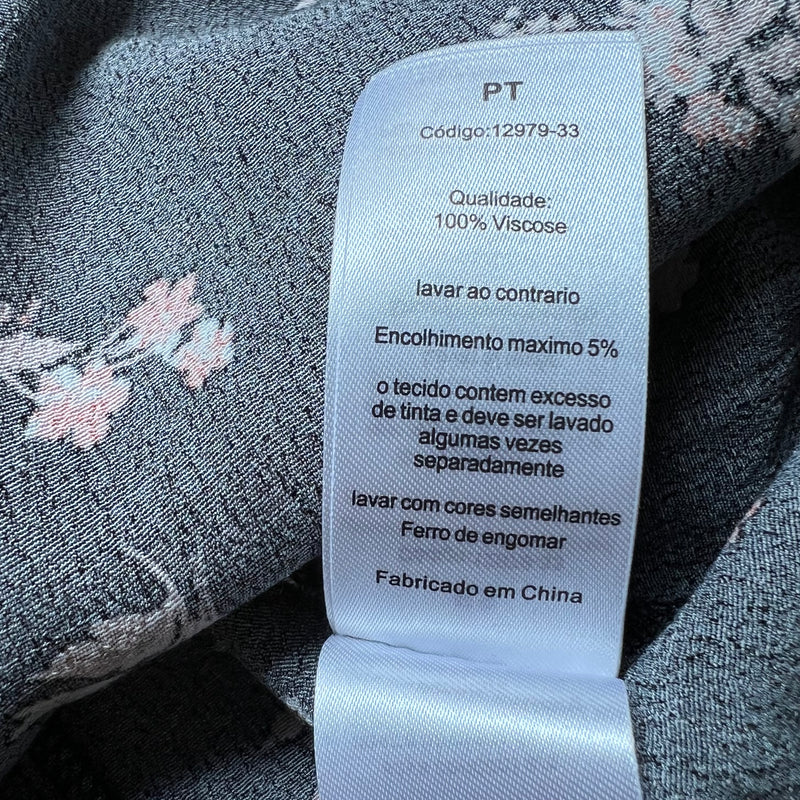 PT
Código:12979-33
Qualidade:
100% Viscose
lavar ao contrario
Encolhimento maximo 5%
o tecido contem excesso
de tinta e deve ser lavado
algumas vezes
separadamente
lavar com cores semelhantes
Ferro de engomar
Fabricado em China